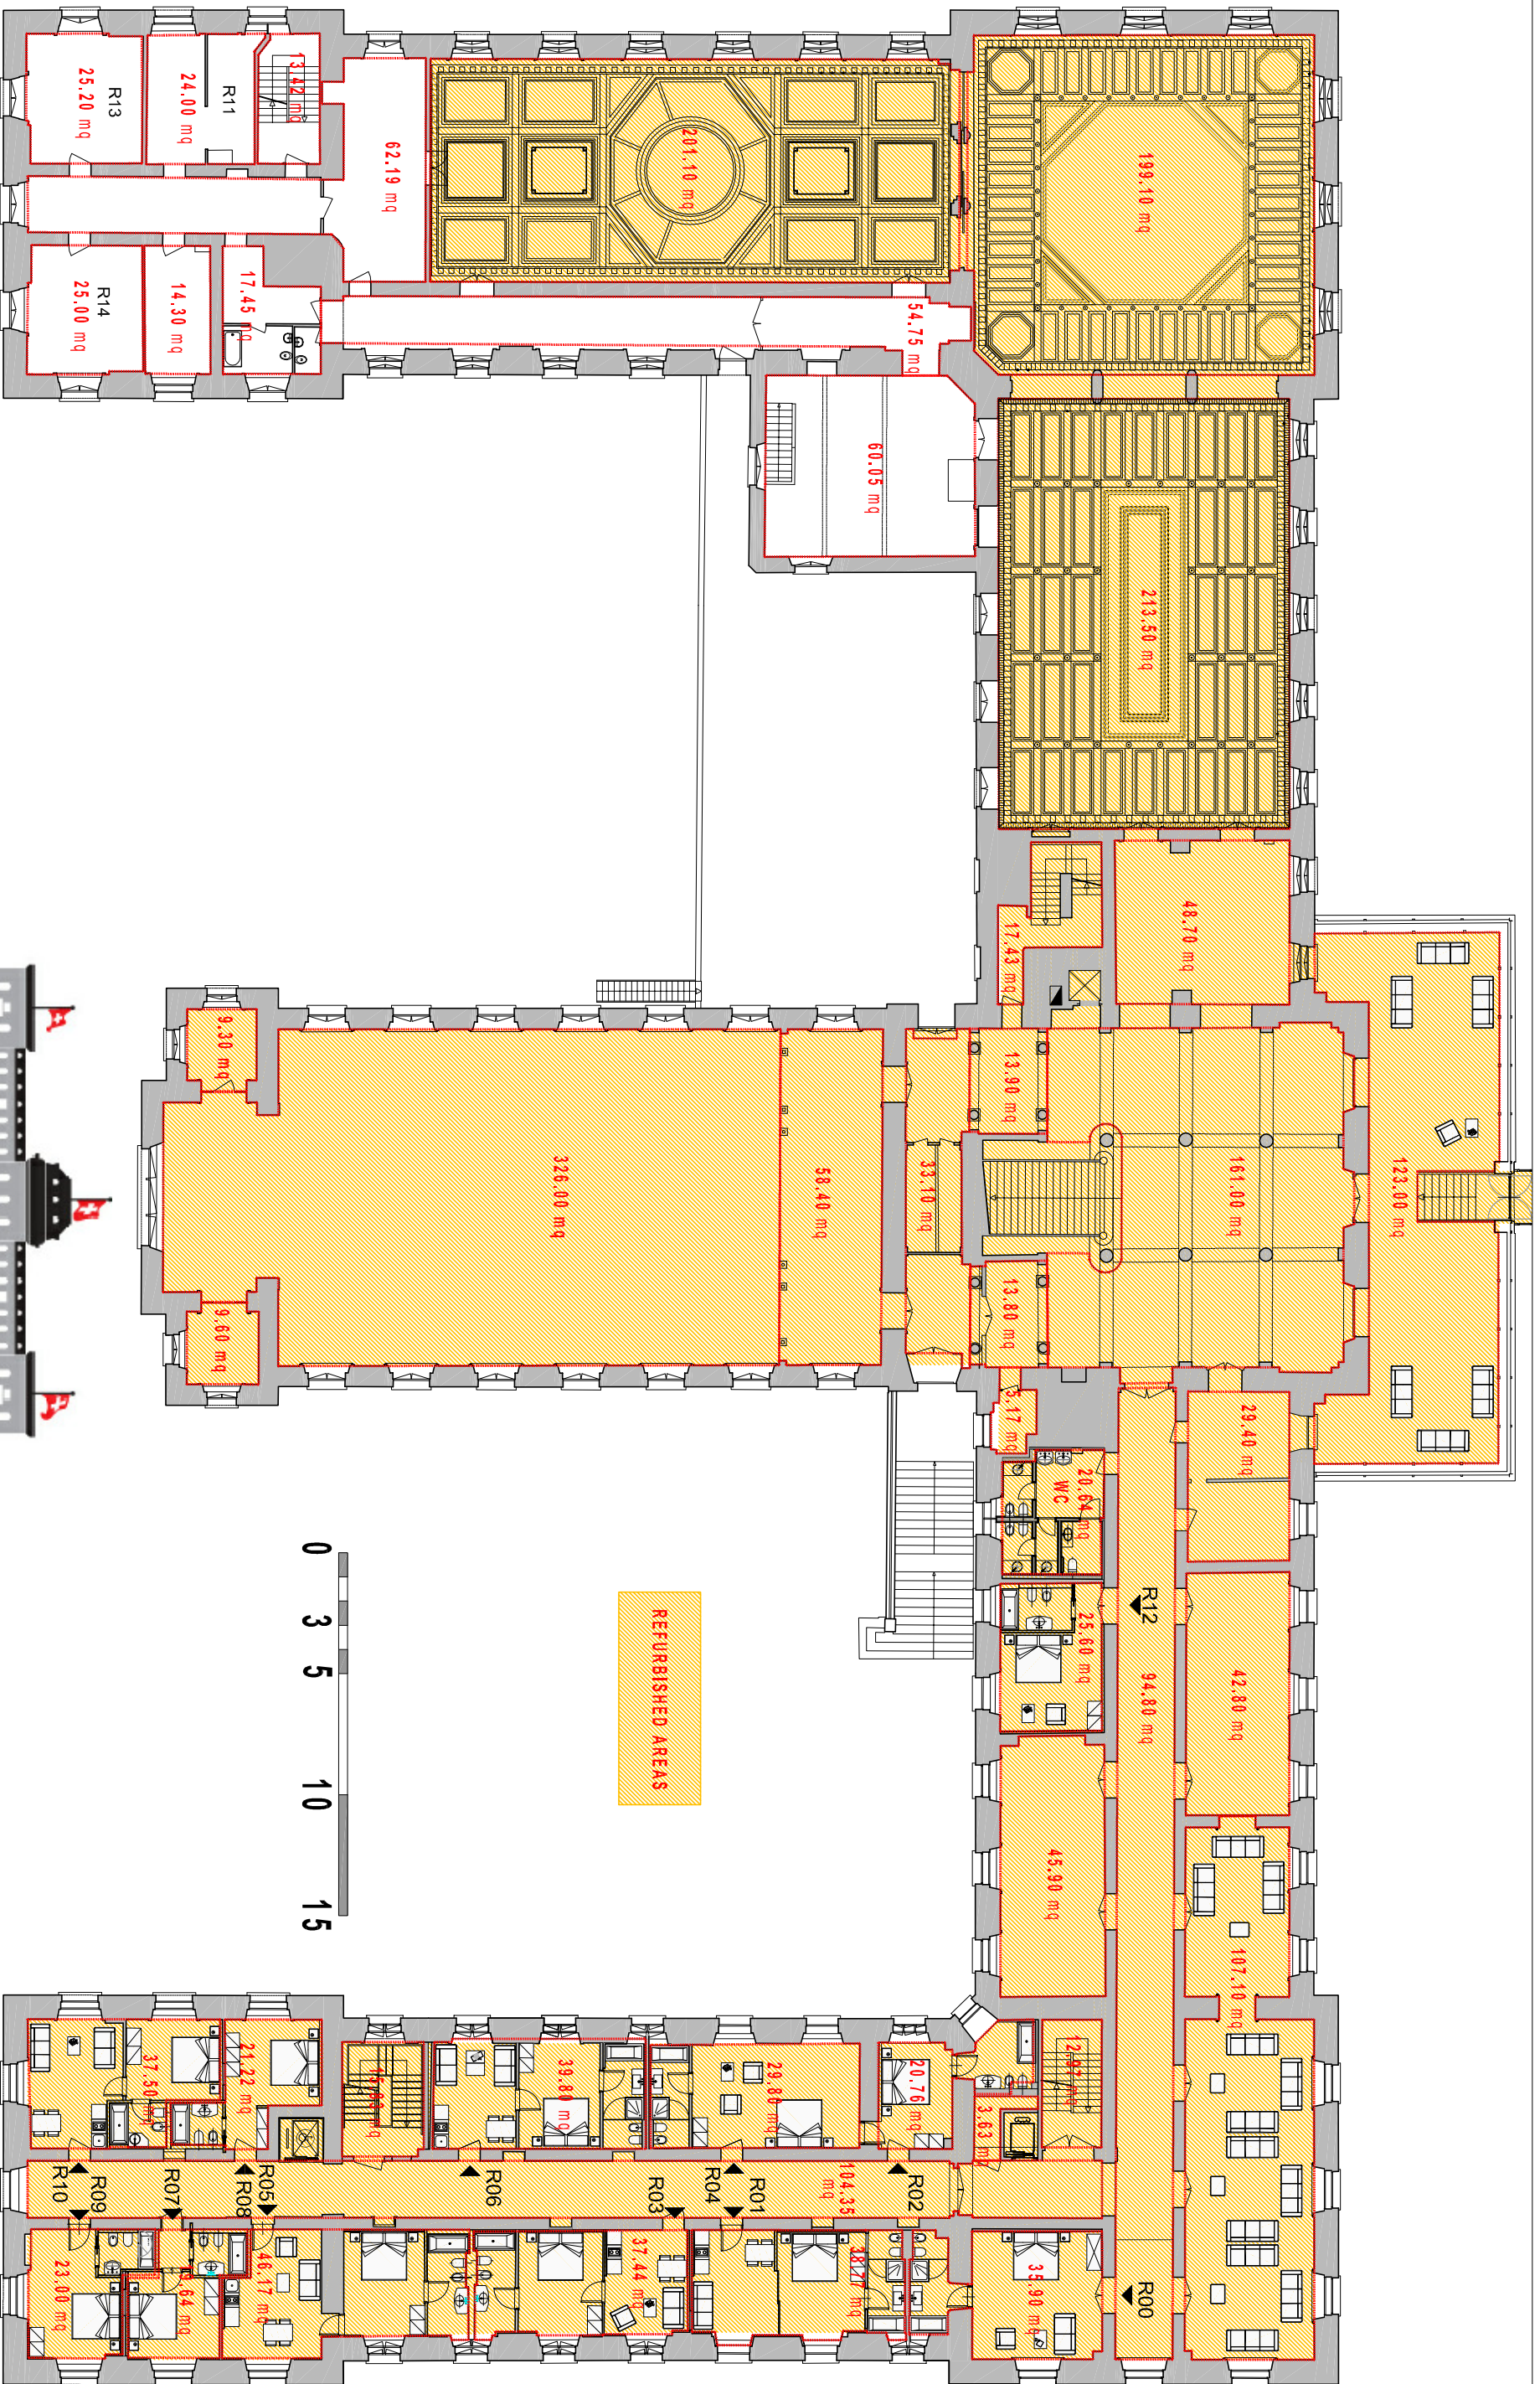 R13
25.20 mq
R11
24.00 mq
13.42 mq
62.19 mq
201.10 mq
199.10 mq
R14
25.00 mq
14.30 mq
17.45 mq
54.75 mq
60.05 mq
213.50 mq
17.43 mq
48.70 mq
9.30 mq
326.00 mq
58.40 mq
33.10 mq
13.90 mq
161.00 mq
123.00 mq
9.60 mq
13.80 mq
5.17 mq
29.40 mq
20.64 mq
WC
R12
25.60 mq
94.80 mq
42.80 mq
45.90 mq
107.10 mq
REFURBISHED AREAS
0
3
5
10
15
37.50 mq
21.22 mq
39.80 mq
29.80 mq
20.76 mq
12.97 mq
3.63 mq
R10
R09
R07
R08
R05
R06
R03
R04
R01
104.35 mq
R02
R00
23.00 mq
46.17 mq
37.44 mq
35.90 mq